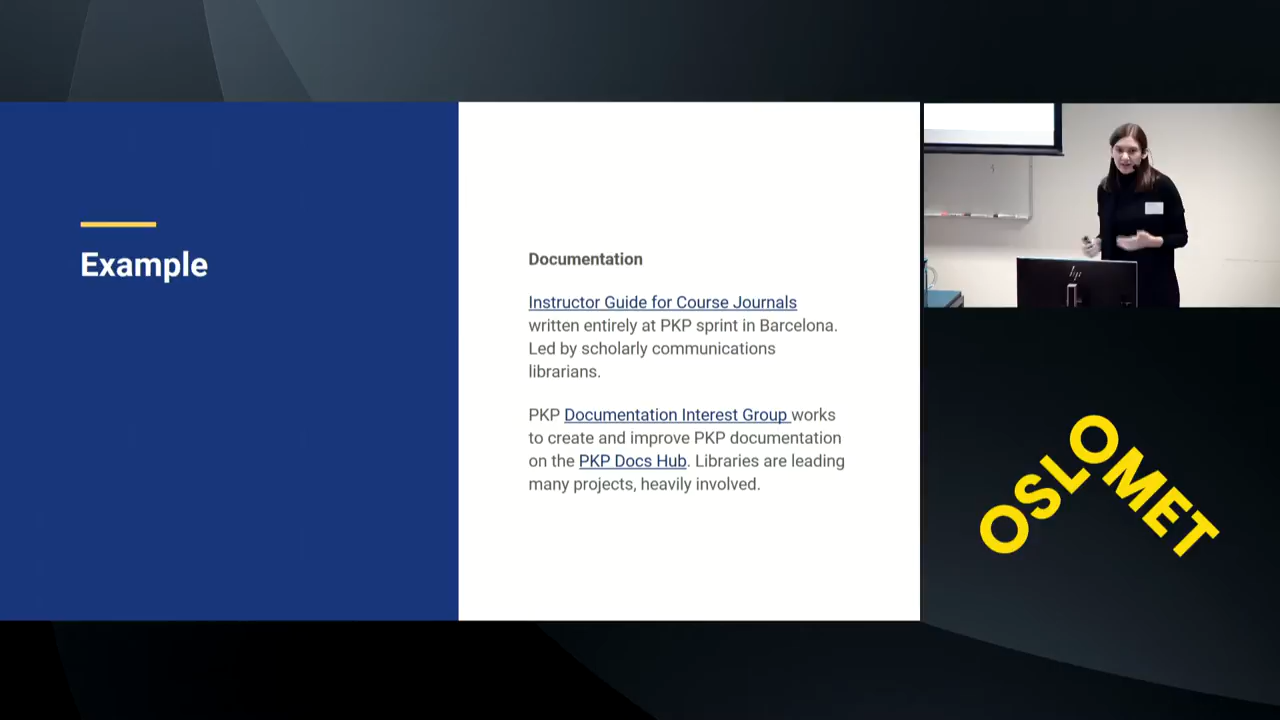 Example
Documentation
Instructor Guide for Course Journals
written entirely at PKP sprint in Barcelona.
Led by scholarly communications
librarians.
PKP Documentation Interest Group works
to create and improve PKP documentation
on the PKP Docs Hub. Libraries are leading
many projects, heavily involved.
hp
OSLOMET